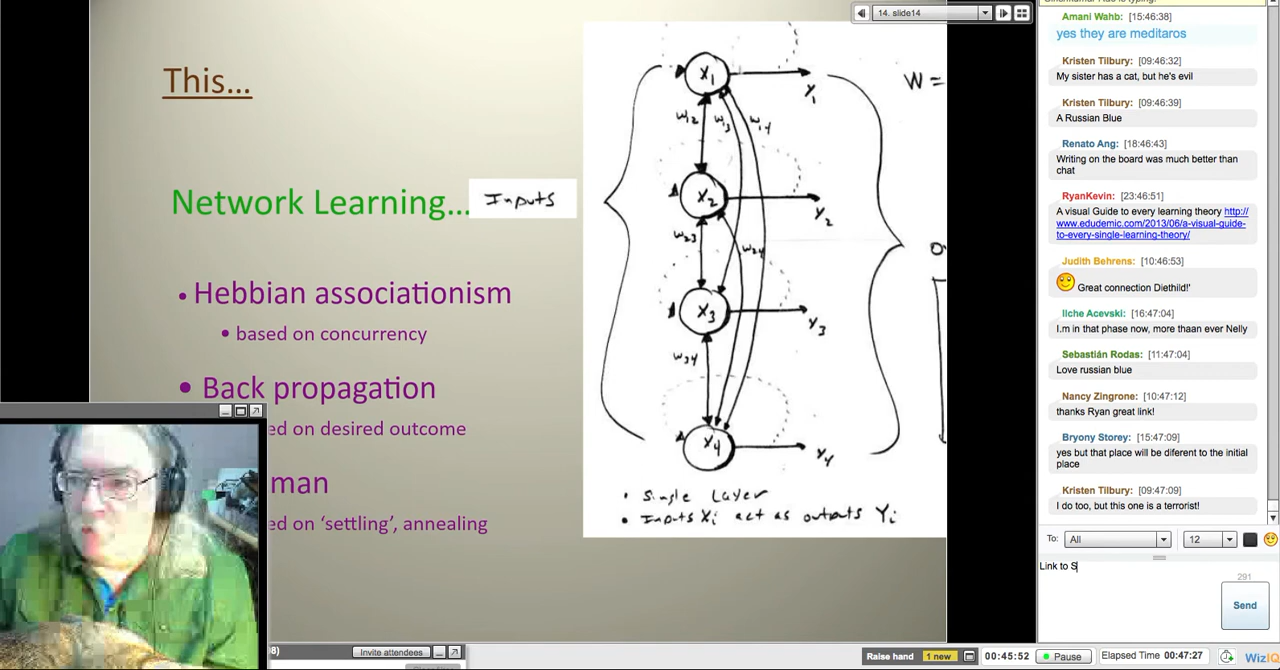 14. slide14
This...
Network Learning...
Inputs
• Hebbian associationism
• based on concurrency
• Back propagation
ed on desired outcome
man
ed on ‘settling’, annealing
X1
Y1
W =
W12
W13
W14
X2
Y2
W23
W24
X3
Y3
W34
X4
Y4
• Single Layer
• Inputs Xi act as outputs Yi
Amani Wahb: [15:46:38]
yes they are meditaros
Kristen Tilbury: [09:46:32]
My sister has a cat, but he's evil
Kristen Tilbury: [09:46:39]
A Russian Blue
Renato Ang: [18:46:43]
Writing on the board was much better than
chat
RyanKevin: [23:46:51]
A visual Guide to every learning theory http://
www.edudemic.com/2013/06/a-visual-guide-
to-every-single-learning-theory/
Judith Behrens: [10:46:53]
Great connection Diethild!'
Ilche Acevski: [16:47:04]
I.m in that phase now, more thaan ever Nelly
Sebastián Rodas: [11:47:04]
Love russian blue
Nancy Zingrone: [10:47:12]
thanks Ryan great link!
Bryony Storey: [15:47:09]
yes but that place will be diferent to the initial
place
Kristen Tilbury: [09:47:09]
I do too, but this one is a terrorist!
To: All 12
Link to S
291
Send
Invite attendees
Raise hand 1 new 00:45:52 Pause Elapsed Time 00:47:27 WizIQ